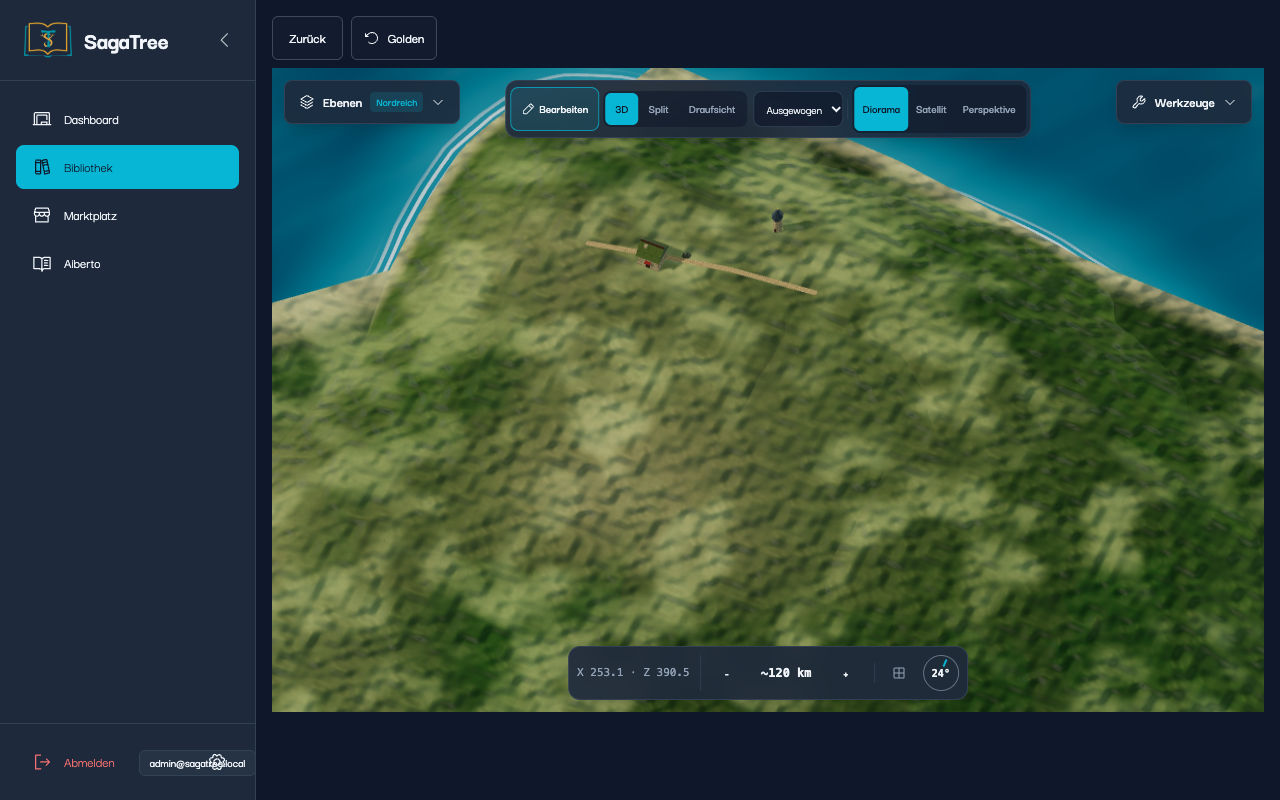 SagaTree
Dashboard
Bibliothek
Marktplatz
Aiberto
Abmelden
Zurück
Golden
Ebenen Nordreich
Bearbeiten 3D Split Draufsicht Ausgewogen Diorama Satellit Perspektive
Werkzeuge
X 253.1 · Z 390.5 - ~120 km + 24°